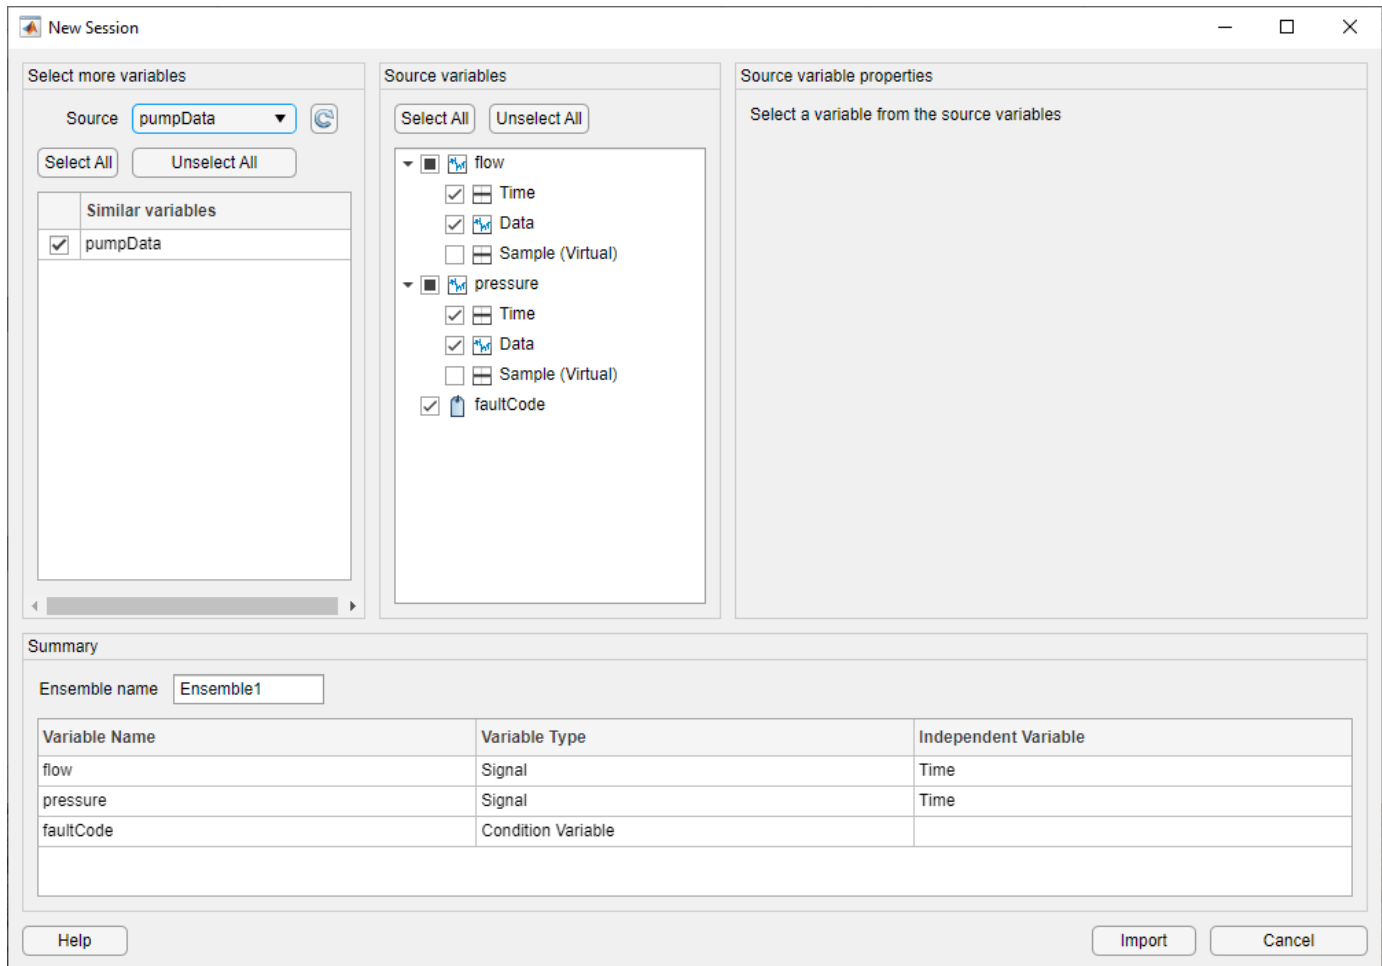 New Session
Select more variables
Source pumpData
Select All Unselect All
Similar variables
pumpData
Source variables
Select All Unselect All
flow
Time
Data
Sample (Virtual)
pressure
Time
Data
Sample (Virtual)
faultCode
Source variable properties
Select a variable from the source variables
Summary
Ensemble name Ensemble1
Variable Name Variable Type Independent Variable
flow Signal Time
pressure Signal Time
faultCode Condition Variable
Help Import Cancel